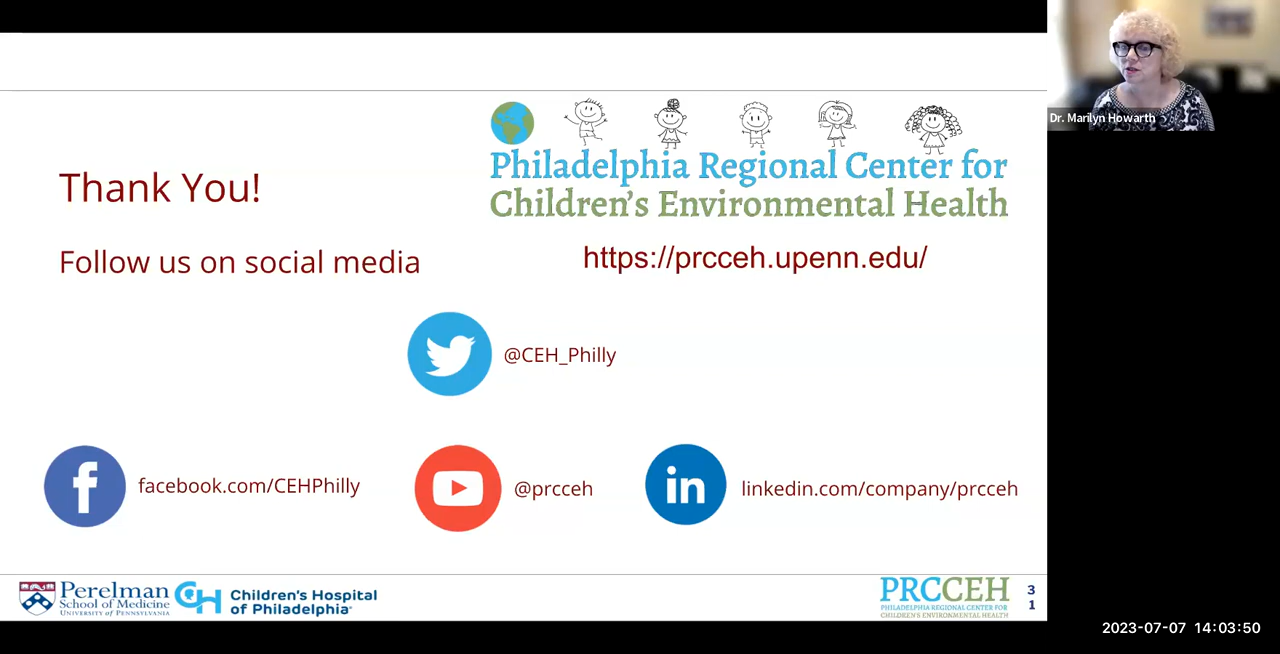 Dr. Marilyn Howarth
Philadelphia Regional Center for
Children's Environmental Health
Thank You!
https://prcceh.upenn.edu/
Follow us on social media
@CEH_Philly
facebook.com/CEHPhilly
@prcceh
linkedin.com/company/prcceh
Perelman
School of Medicine
University of Pennsylvania
CH
Children's Hospital
of Philadelphia
PRCCEH
PHILADELPHIA REGIONAL CENTER FOR
CHILDREN'S ENVIRONMENTAL HEALTH
3
1
2023-07-07 14:03:50